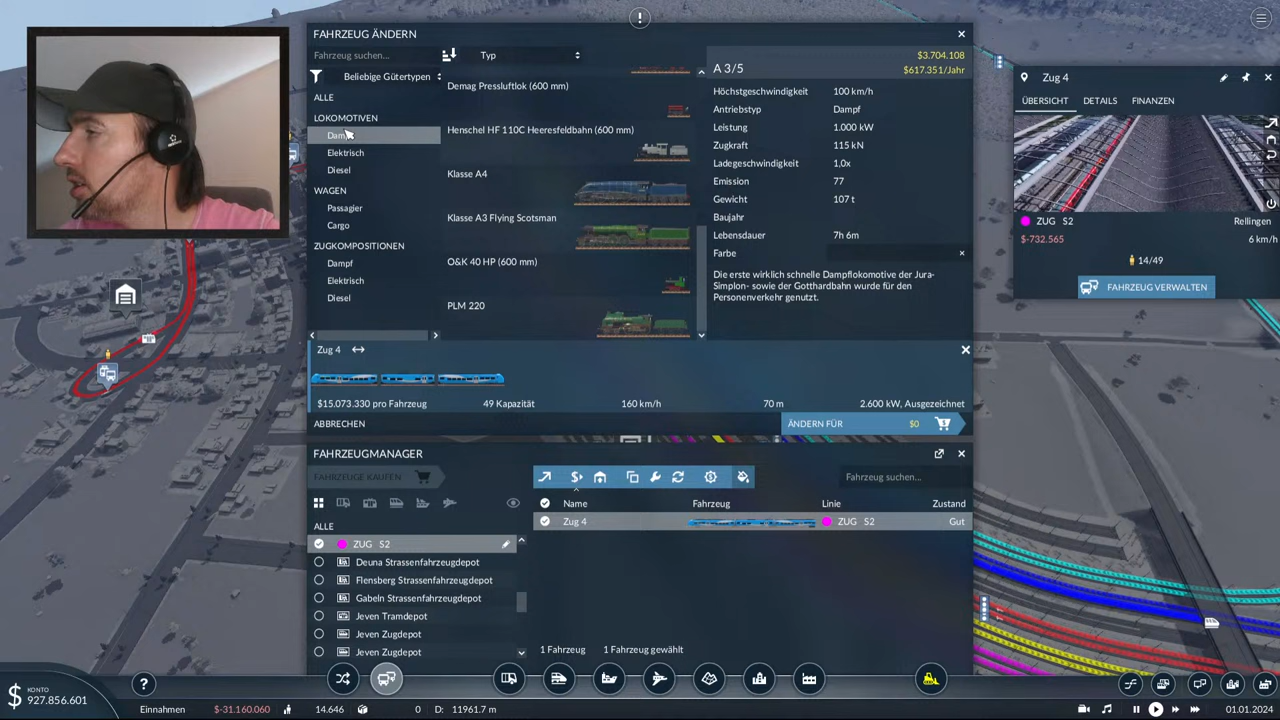 FAHRZEUG ÄNDERN
Fahrzeug suchen...
Typ
Beliebige Gütertypen
ALLE
LOKOMOTIVEN
Dampf
Elektrisch
Diesel
WAGEN
Passagier
Cargo
ZUGKOMPOSITIONEN
Dampf
Elektrisch
Diesel
Demag Pressluftlok (600 mm)
Henschel HF 110C Heeresfeldbahn (600 mm)
Klasse A4
Klasse A3 Flying Scotsman
O&K 40 HP (600 mm)
PLM 220
$3.704.108
A 3/5
$617.351/Jahr
Höchstgeschwindigkeit 100 km/h
Antriebstyp Dampf
Leistung 1.000 kW
Zugkraft 115 kN
Ladegeschwindigkeit 1,0x
Emission 77
Gewicht 107 t
Baujahr
Lebensdauer 7h 6m
Farbe
Die erste wirklich schnelle Dampflokomotive der Jura-
Simplon- sowie der Gotthardbahn wurde für den
Personenverkehr genutzt.
Zug 4
$15.073.330 pro Fahrzeug 49 Kapazität 160 km/h 70 m 2.600 kW, Ausgezeichnet
ABBRECHEN
ÄNDERN FÜR $0
FAHRZEUGMANAGER
FAHRZEUGE KAUFEN
Fahrzeug suchen...
Name Fahrzeug Linie Zustand
Zug 4 ZUG S2 Gut
ALLE
ZUG S2
Deuna Strassenfahrzeugdepot
Flensberg Strassenfahrzeugdepot
Gabeln Strassenfahrzeugdepot
Jeven Tramdepot
Jeven Zugdepot
Jeven Zugdepot
1 Fahrzeug 1 Fahrzeug gewählt
Zug 4
ÜBERSICHT DETAILS FINANZEN
ZUG S2 Rellingen
$-732.565 6 km/h
14/49
FAHRZEUG VERWALTEN
KONTO
$ 927.856.601
?
Einnahmen $-31.160.060 14.646 0 D: 11961.7 m
01.01.2024